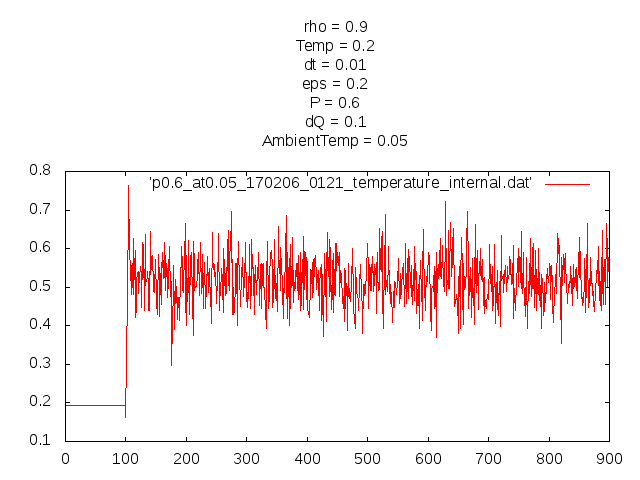 rho = 0.9
Temp = 0.2
dt = 0.01
eps = 0.2
P = 0.6
dQ = 0.1
AmbientTemp = 0.05
'p0.6_at0.05_170206_0121_temperature_internal.dat'
0.8
0.7
0.6
0.5
0.4
0.3
0.2
0.1
0 100 200 300 400 500 600 700 800 900